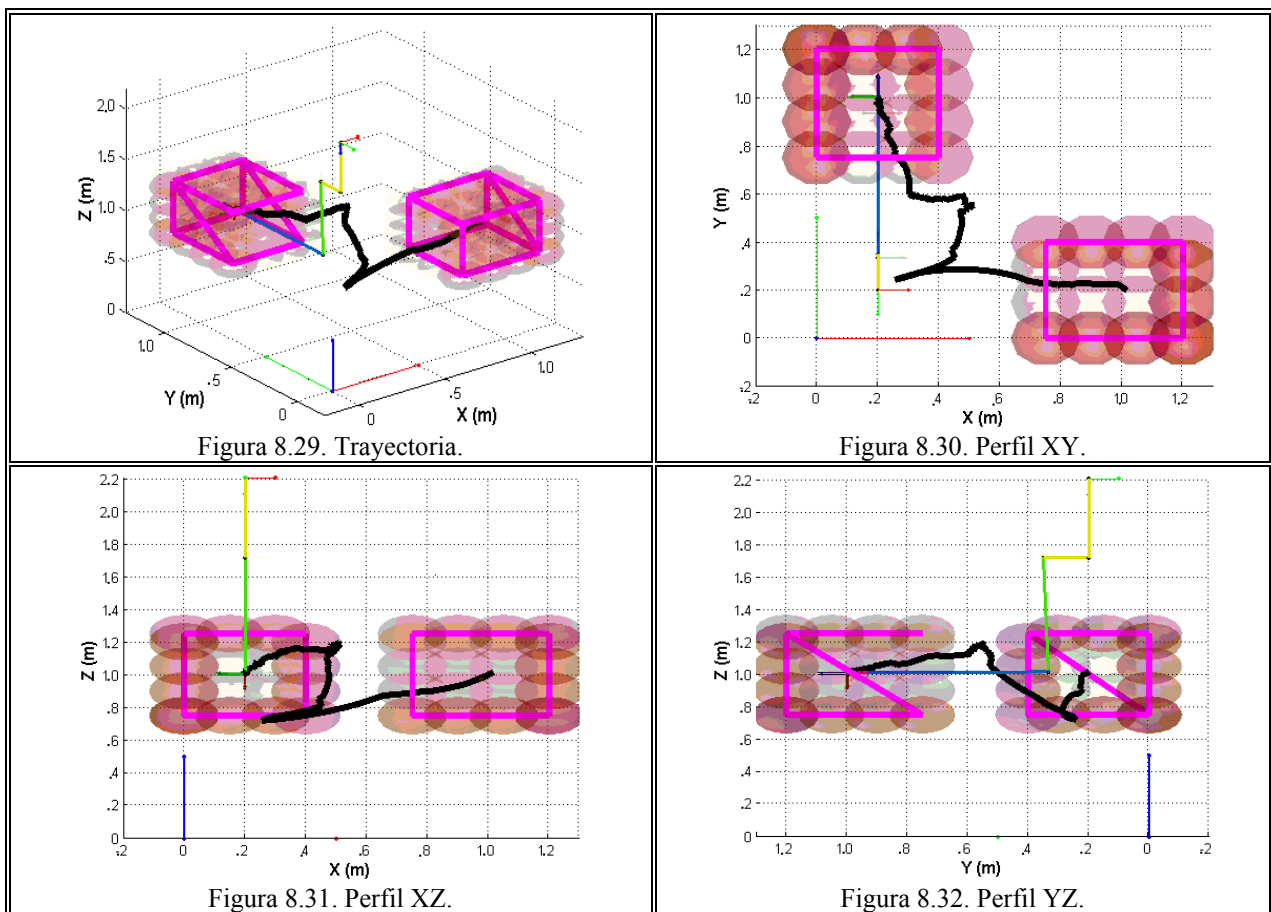 2.0
1.5
Z (m)
1.0
.5
0
1.0
Y (m)
.5
0
0
.5
1.0
X (m)
Figura 8.29. Trayectoria.
1.2
1.0
.8
.6
Y (m)
.4
.2
0
.2
.2 0 .2 .4 .6 .8 1.0 1.2
X (m)
Figura 8.30. Perfil XY.
2.2
2.0
1.8
1.6
1.4
1.2
Z (m)
1.0
.8
.6
.4
.2
0
.2 0 .2 .4 .6 .8 1.0 1.2
X (m)
Figura 8.31. Perfil XZ.
2.2
2.0
1.8
1.6
1.4
1.2
Z (m)
1.0
.8
.6
.4
.2
0
1.2 1.0 .8 .6 .4 .2 0 .2
Y (m)
Figura 8.32. Perfil YZ.